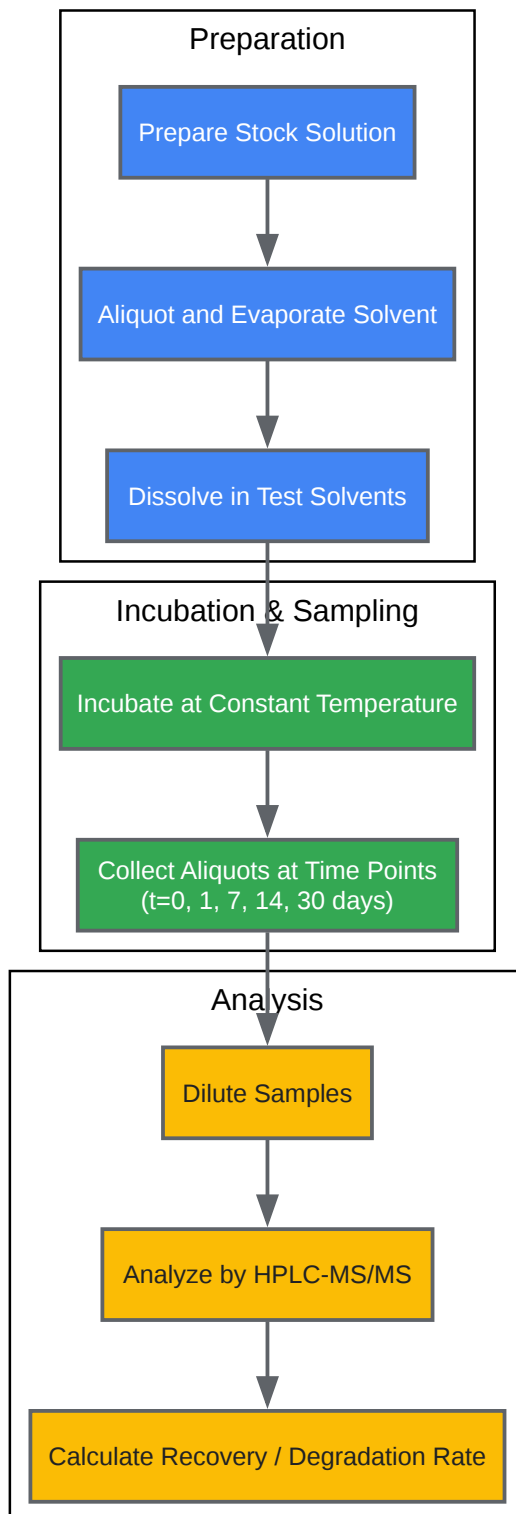 Preparation
Prepare Stock Solution
Aliquot and Evaporate Solvent
Dissolve in Test Solvents
Incubation & Sampling
Incubate at Constant Temperature
Collect Aliquots at Time Points
(t=0, 1, 7, 14, 30 days)
Analysis
Dilute Samples
Analyze by HPLC-MS/MS
Calculate Recovery / Degradation Rate